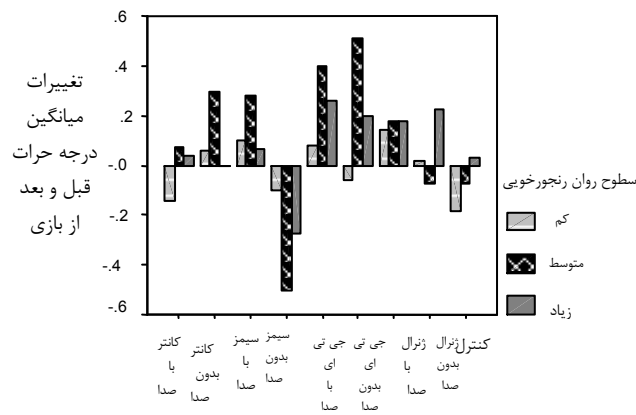 تغییرات
میانگین
درجه حرات
قبل و بعد
از بازی
.6
.4
.2
-.0
-.2
-.4
-.6
سطوح روان رنجورخویی
کم
متوسط
زیاد
کانتر
با
صدا
کانتر
بدون
صدا
سیمز
با
صدا
سیمز
بدون
صدا
جی تی
ای
با
صدا
جی تی
ای
بدون
صدا
ژنرال
با
صدا
ژنرال
بدون
صدا
کنترل